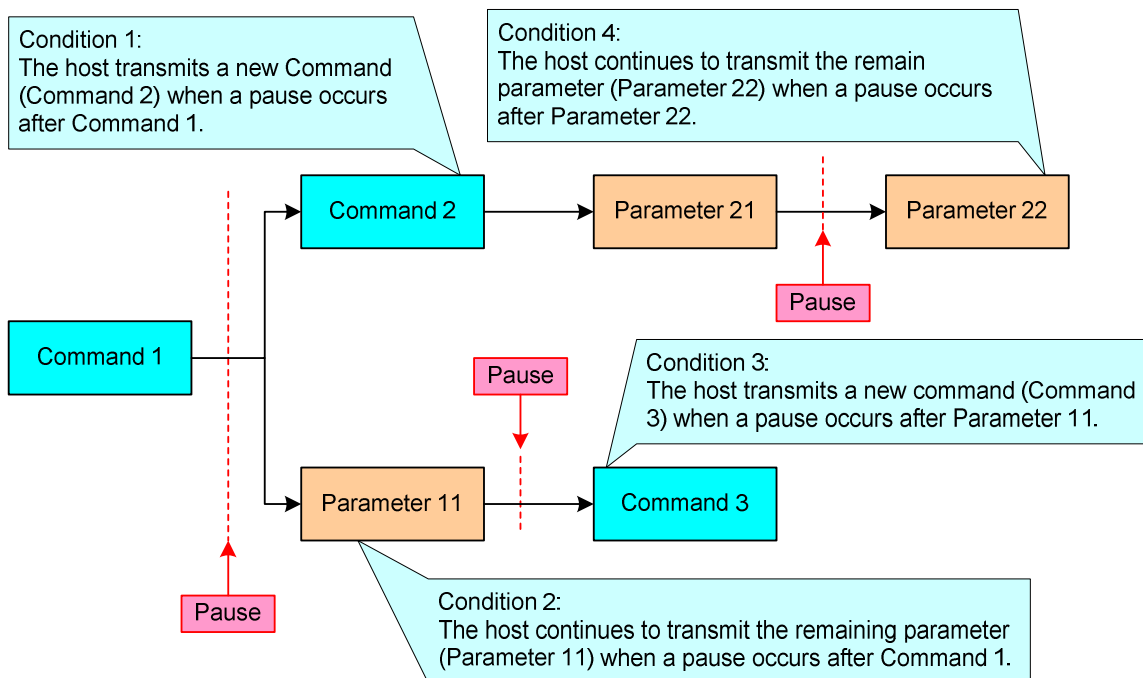 Condition 1:
The host transmits a new Command
(Command 2) when a pause occurs
after Command 1.
Condition 4:
The host continues to transmit the remain
parameter (Parameter 22) when a pause occurs
after Parameter 22.
Command 2
Parameter 21
Parameter 22
Pause
Command 1
Pause
Condition 3:
The host transmits a new command (Command
3) when a pause occurs after Parameter 11.
Parameter 11
Command 3
Pause
Condition 2:
The host continues to transmit the remaining parameter
(Parameter 11) when a pause occurs after Command 1.